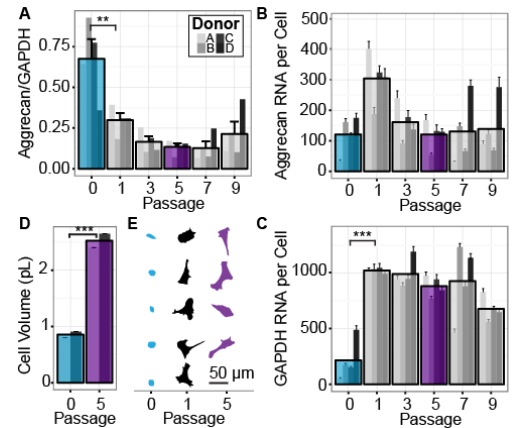 A
Aggrecan/GAPDH
0.75
0.50
0.25
0.00
**
Donor
A C
B D
0 1 3 5 7 9
Passage
B
Aggrecan RNA per Cell
500
400
300
200
100
0
0 1 3 5 7 9
Passage
D
Cell Volume (pL)
2
1
0
***
0 5
Passage
E
50 µm
0 1 5
Passage
C
GAPDH RNA per Cell
1000
500
0
***
0 1 3 5 7 9
Passage